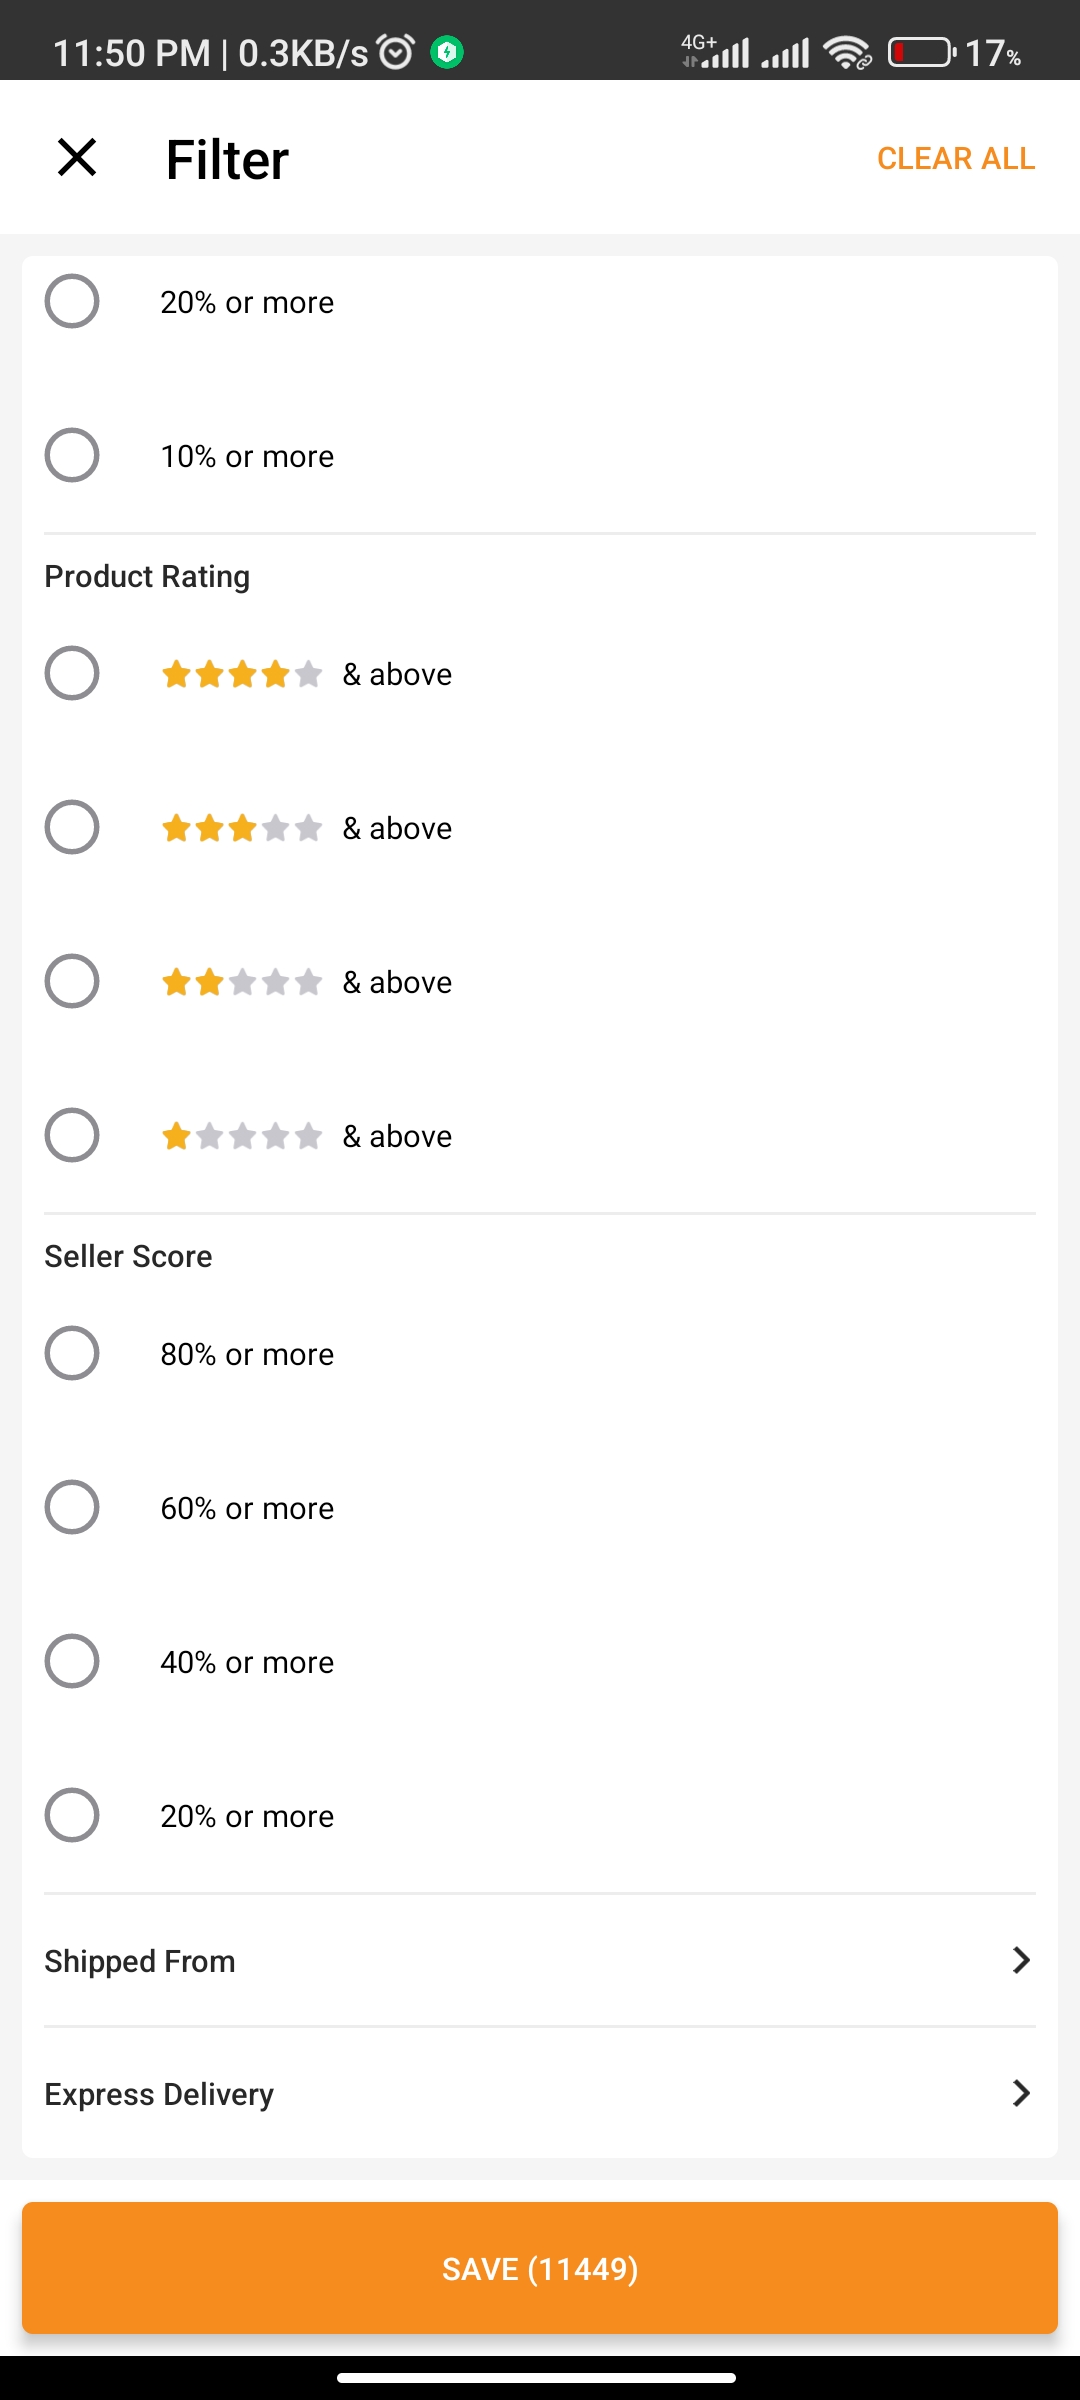 11:50 PM | 0.3KB/s 4G+ 17%
Filter CLEAR ALL
20% or more
10% or more
Product Rating
& above
& above
& above
& above
Seller Score
80% or more
60% or more
40% or more
20% or more
Shipped From
Express Delivery
SAVE (11449)